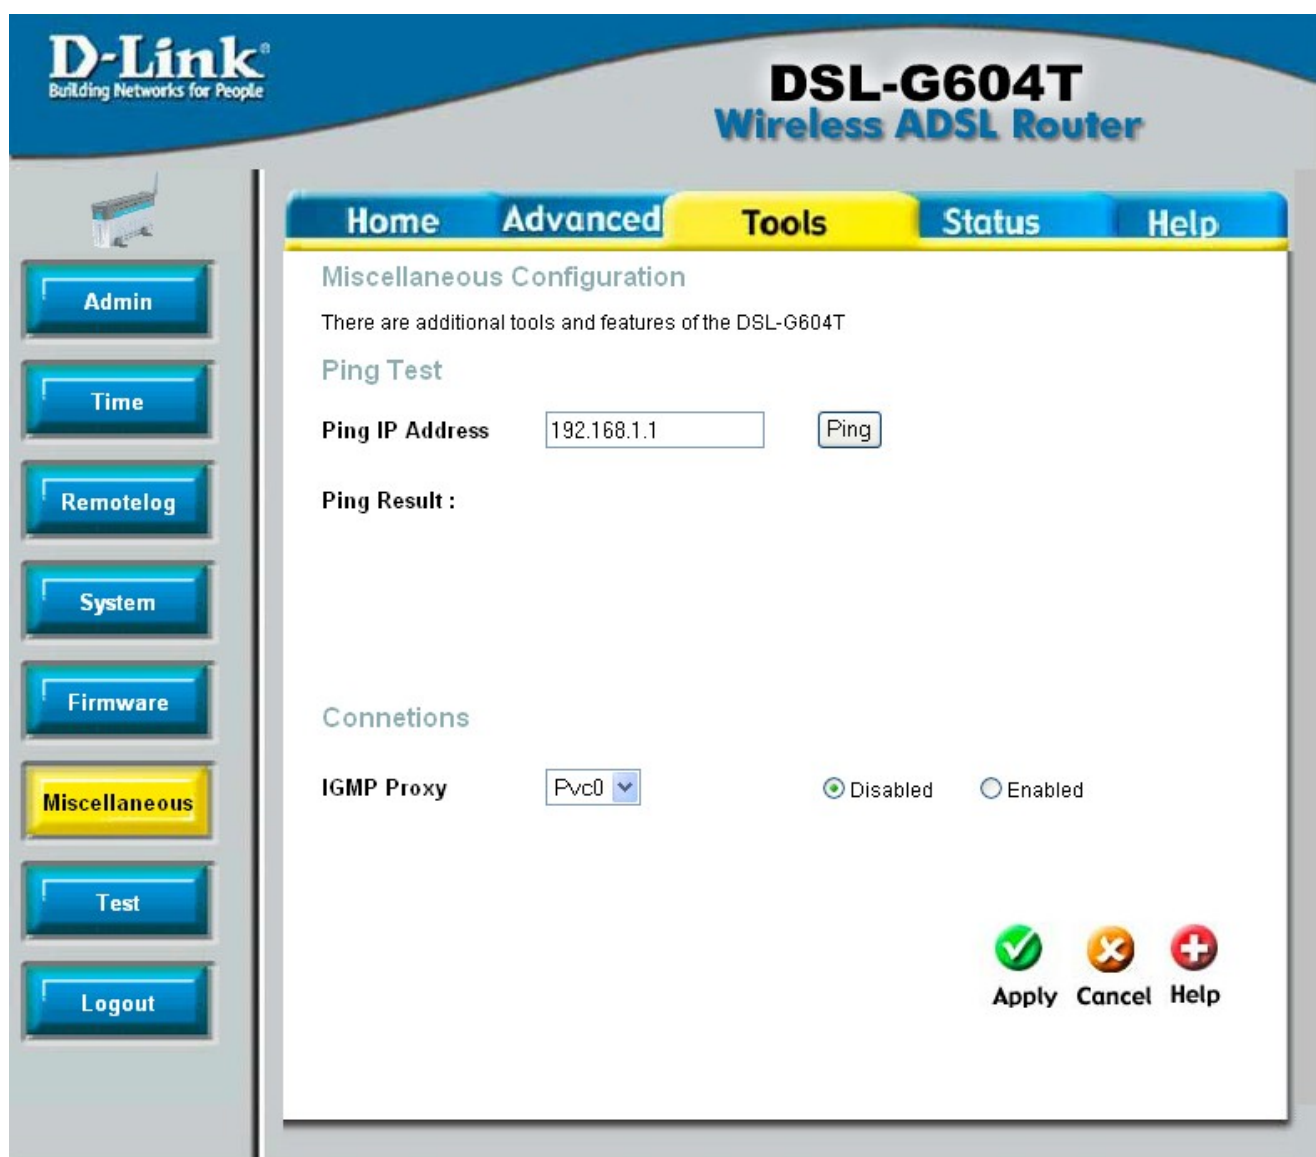 D-Link®
Building Networks for People
DSL-G604T
Wireless ADSL Router
Home Advanced Tools Status Help
Admin
Time
Remotelog
System
Firmware
Miscellaneous
Test
Logout
Miscellaneous Configuration
There are additional tools and features of the DSL-G604T
Ping Test
Ping IP Address 192.168.1.1 Ping
Ping Result :
Connetions
IGMP Proxy Pvc0 Disabled Enabled
Apply Cancel Help